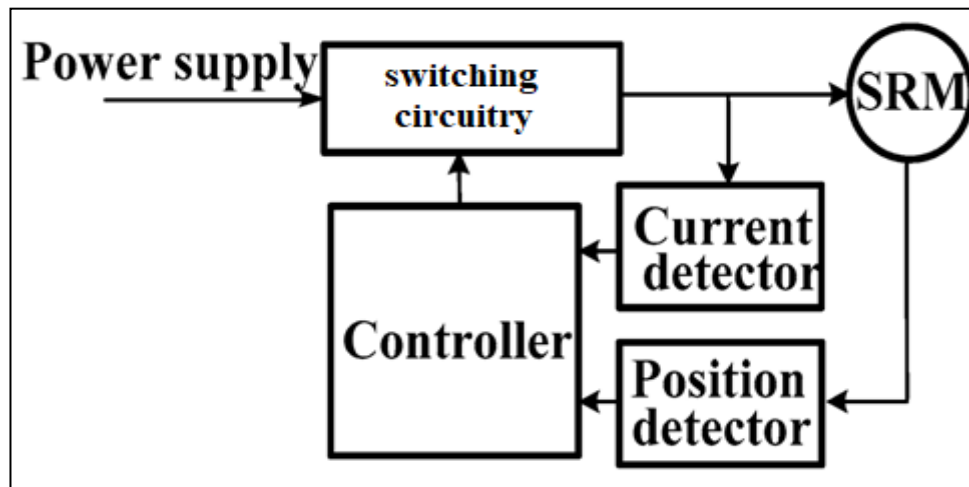 Power supply
switching
circuitry
SRM
Current
detector
Controller
Position
detector